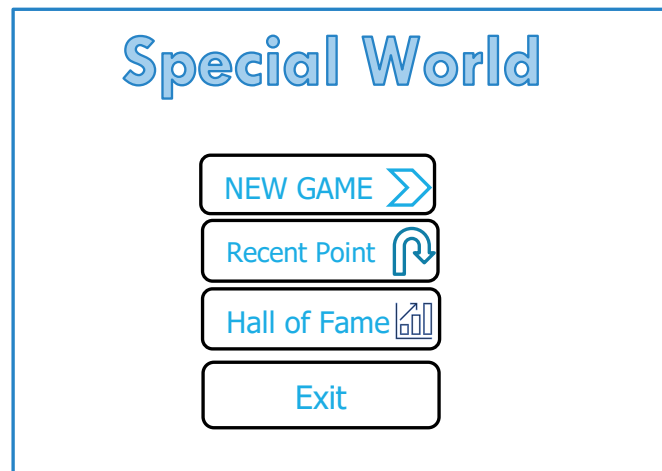 Special World
NEW GAME
Recent Point
Hall of Fame
Exit